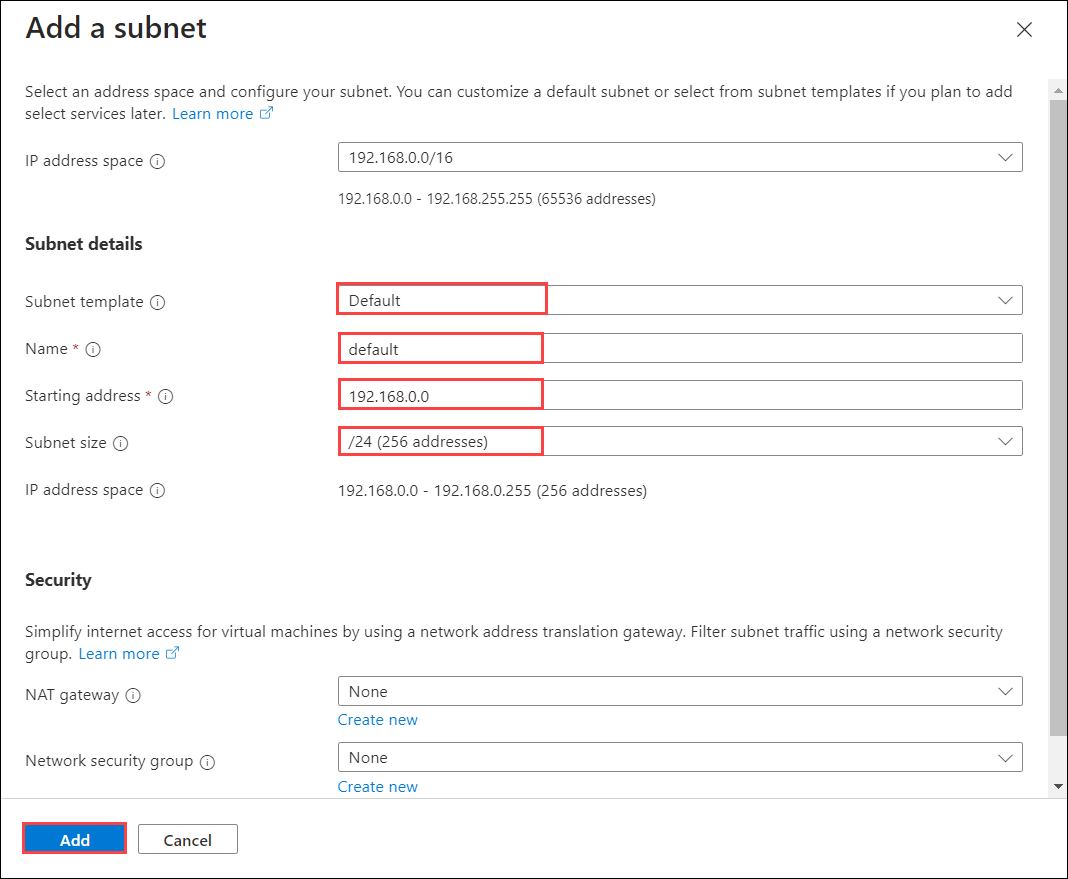 Add a subnet
Select an address space and configure your subnet. You can customize a default subnet or select from subnet templates if you plan to add
select services later. Learn more
IP address space
192.168.0.0/16
192.168.0.0 - 192.168.255.255 (65536 addresses)
Subnet details
Subnet template
Default
Name *
default
Starting address *
192.168.0.0
Subnet size
/24 (256 addresses)
IP address space
192.168.0.0 - 192.168.0.255 (256 addresses)
Security
Simplify internet access for virtual machines by using a network address translation gateway. Filter subnet traffic using a network security
group. Learn more
NAT gateway
None
Create new
Network security group
None
Create new
Add
Cancel